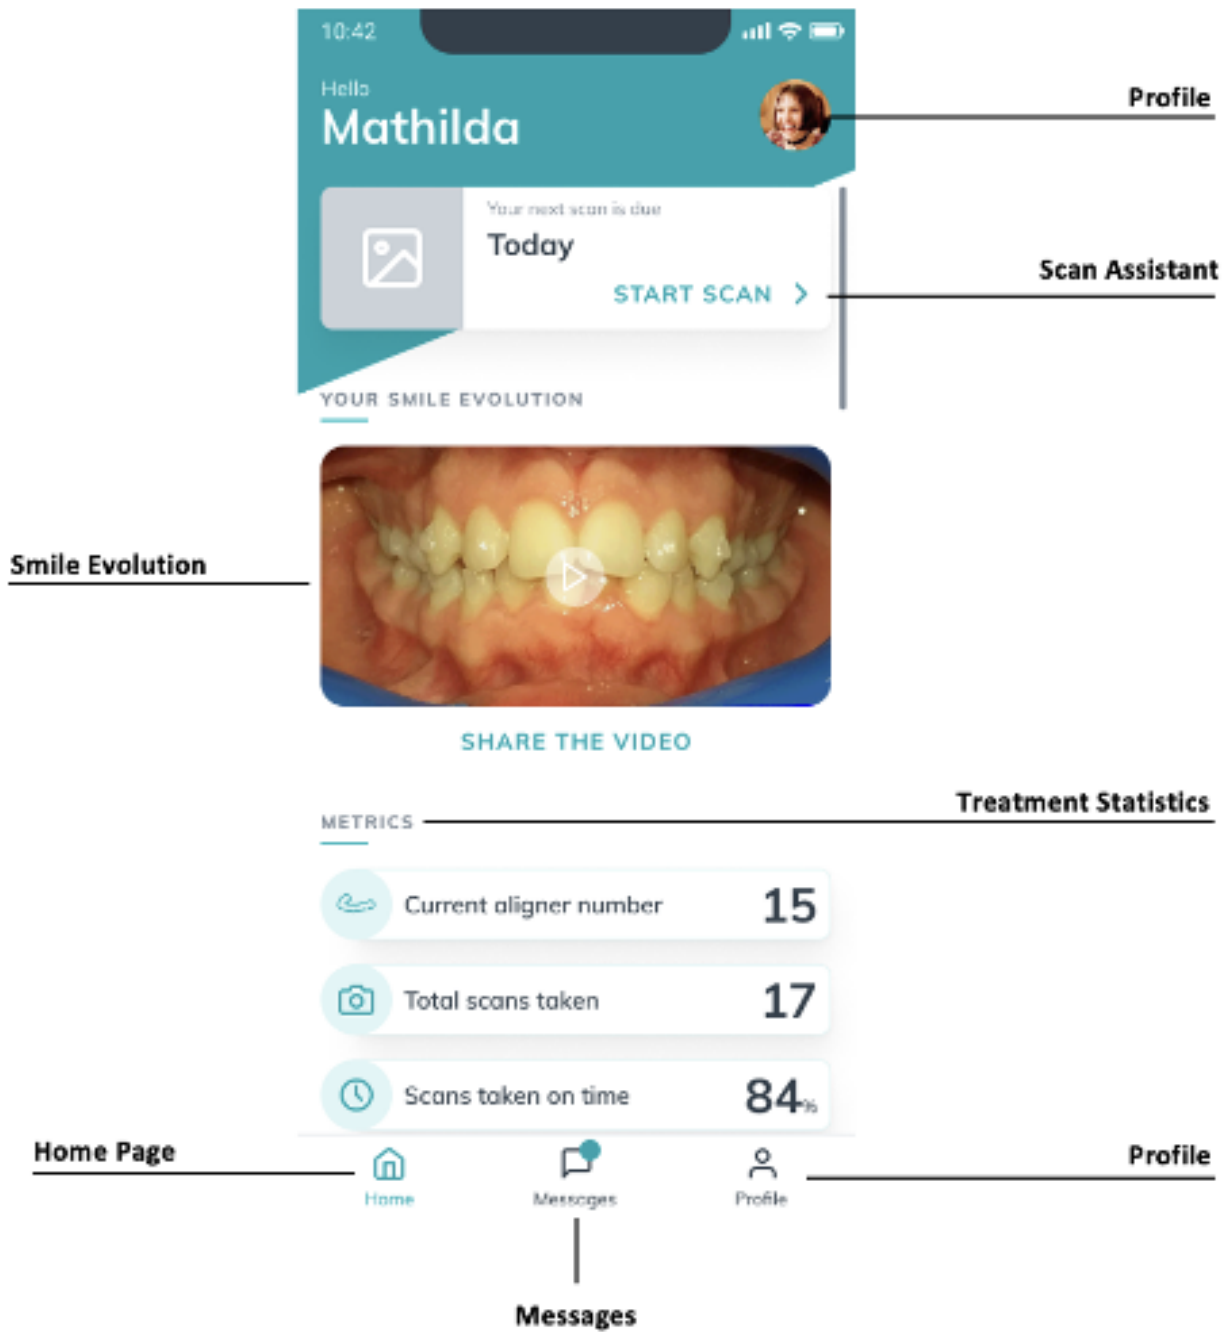 10:42
Hello
Mathilda
Profile
Your next scan is due
Today
Scan Assistant
START SCAN
YOUR SMILE EVOLUTION
Smile Evolution
SHARE THE VIDEO
Treatment Statistics
METRICS
Current aligner number 15
Total scans taken 17
Scans taken on time 84%
Home Page
Profile
Home Messages Profile
Messages